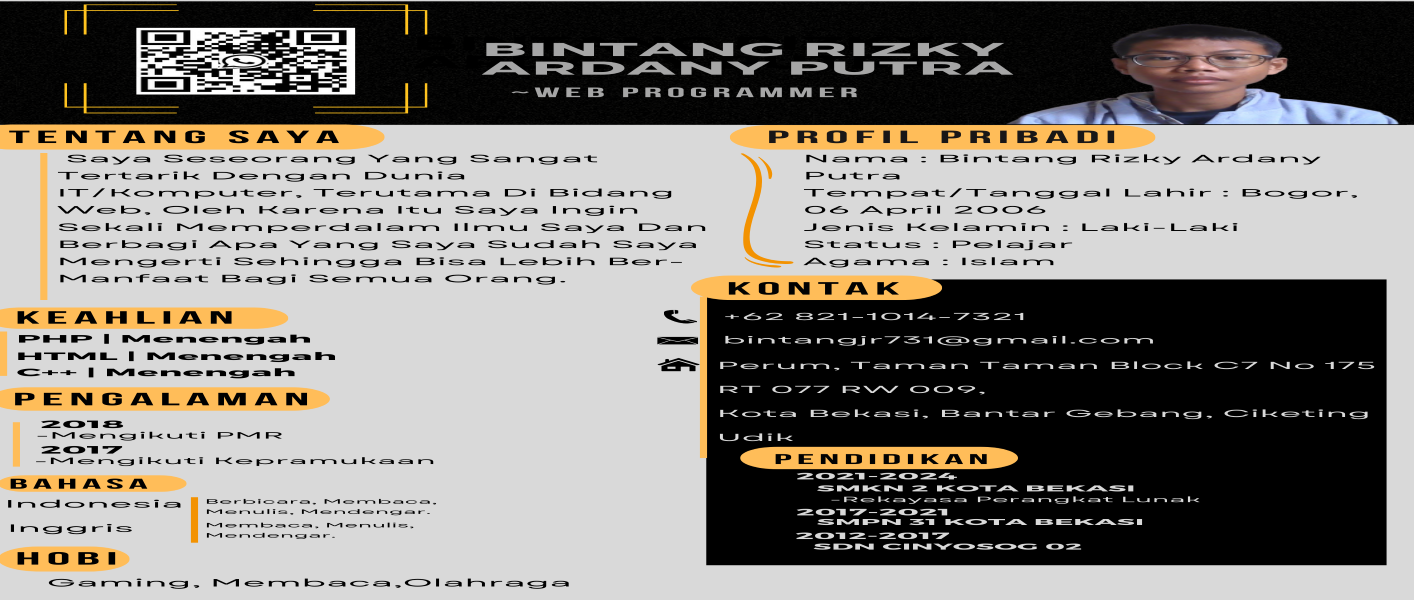 BINTANG RIZKY
ARDANY PUTRA
~WEB PROGRAMMER
TENTANG SAYA
Saya Seseorang Yang Sangat
Tertarik Dengan Dunia
IT/Komputer, Terutama Di Bidang
Web, Oleh Karena Itu Saya Ingin
Sekali Memperdalam Ilmu Saya Dan
Berbagi Apa Yang Saya Sudah Saya
Mengerti Sehingga Bisa Lebih Ber-
Manfaat Bagi Semua Orang.
KEAHLIAN
PHP | Menengah
HTML | Menengah
C++ | Menengah
PENGALAMAN
2018
-Mengikuti PMR
2017
-Mengikuti Kepramukaan
BAHASA
Indonesia
Berbicara, Membaca,
Menulis, Mendengar.
Inggris
Membaca, Menulis,
Mendengar.
HOBI
Gaming, Membaca,Olahraga
PROFIL PRIBADI
Nama : Bintang Rizky Ardany
Putra
Tempat/Tanggal Lahir : Bogor,
06 April 2006
Jenis Kelamin : Laki-Laki
Status : Pelajar
Agama : Islam
KONTAK
+62 821-1014-7321
bintangjr731@gmail.com
Perum, Taman Taman Block C7 No 175
RT 077 RW 009,
Kota Bekasi, Bantar Gebang, Ciketing
Udik
PENDIDIKAN
2021-2024
SMKN 2 KOTA BEKASI
-Rekayasa Perangkat Lunak
2017-2021
SMPN 31 KOTA BEKASI
2012-2017
SDN CINYOSOG 02